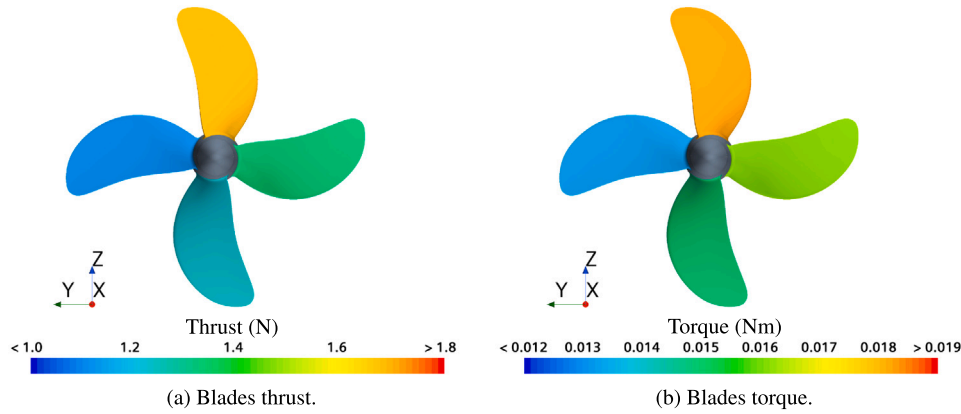 Z
Y X
Thrust (N)
< 1.0 1.2 1.4 1.6 > 1.8
(a) Blades thrust.
Z
Y X
Torque (Nm)
< 0.012 0.013 0.014 0.015 0.016 0.017 0.018 > 0.019
(b) Blades torque.